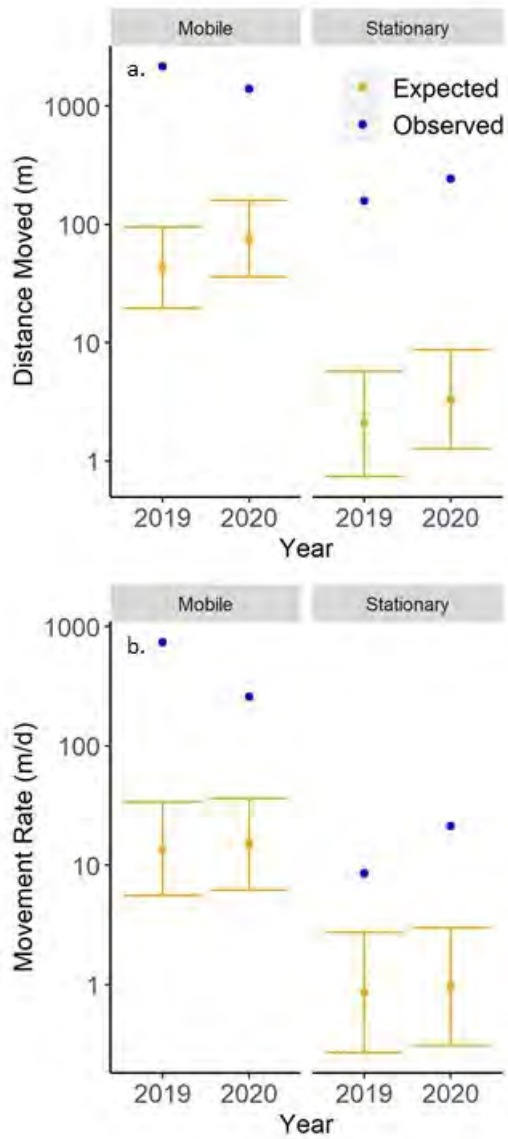 Mobile Stationary
a.
Expected
Observed
1000
100
10
1
Distance Moved (m)
2019 2020 2019 2020
Year
Mobile Stationary
b.
1000
100
10
1
Movement Rate (m/d)
2019 2020 2019 2020
Year